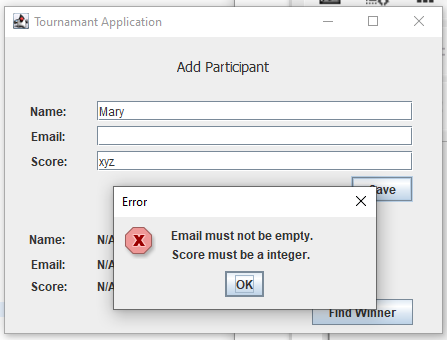 Tournamant Application
Add Participant
Name: Mary
Email:
Score: xyz
Save
Error
Email must not be empty.
Score must be a integer.
OK
Name: N/A
Email: N/A
Score: N/A
Find Winner